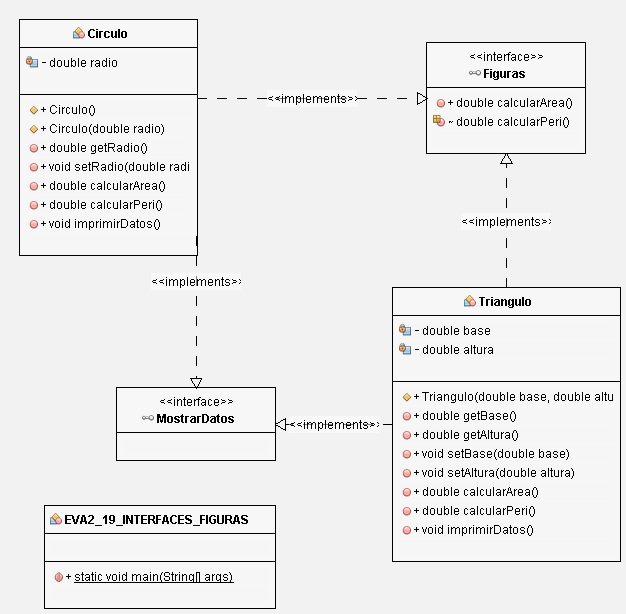 Circulo
- double radio
+ Circulo()
+ Circulo(double radio)
+ double getRadio()
+ void setRadio(double radi
+ double calcularArea()
+ double calcularPeri()
+ void imprimirDatos()
<<implements>>
<<interface>>
Figuras
+ double calcularArea()
~ double calcularPeri()
<<implements>>
<<implements>>
Triangulo
- double base
- double altura
+ Triangulo(double base, double altu
+ double getBase()
+ double getAltura()
+ void setBase(double base)
+ void setAltura(double altura)
+ double calcularArea()
+ double calcularPeri()
+ void imprimirDatos()
<<interface>>
MostrarDatos
<<implements>>
EVA2_19_INTERFACES_FIGURAS
+ static void main(String[] args)